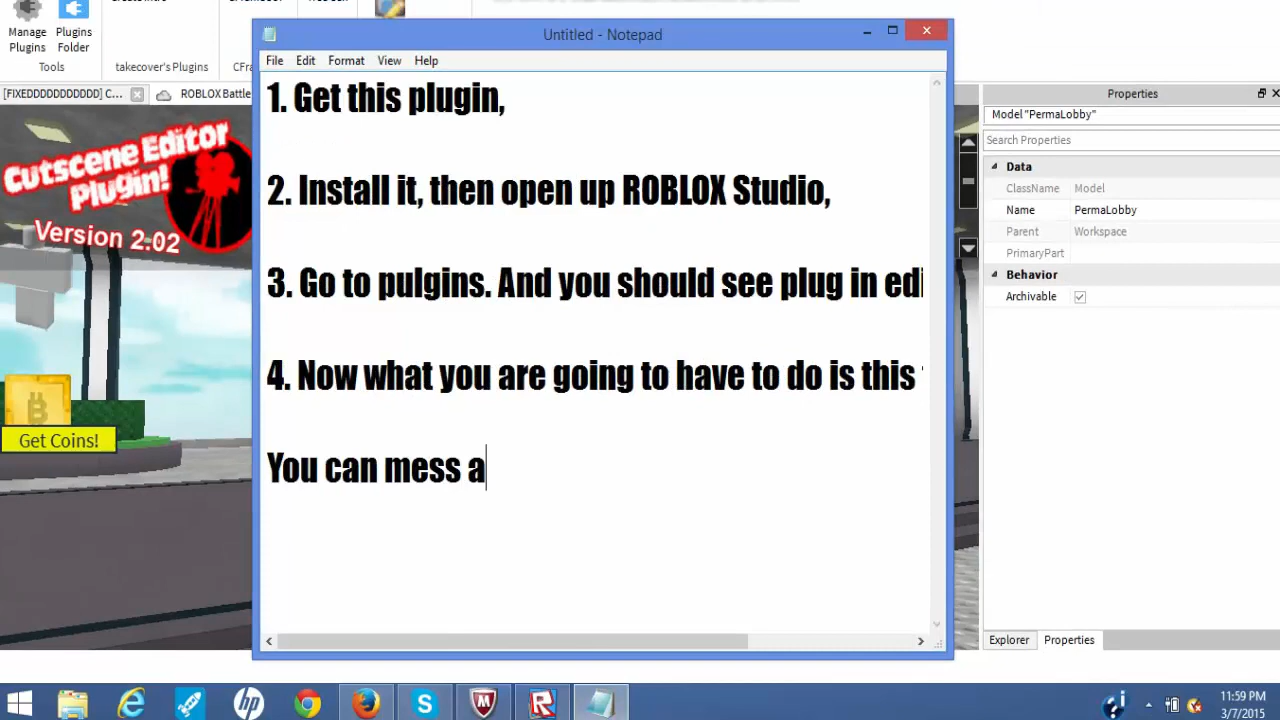 Untitled - Notepad
File Edit Format View Help
1. Get this plugin,
2. Install it, then open up ROBLOX Studio,
3. Go to pulgins. And you should see plug in edi
4. Now what you are going to have to do is this
You can mess a
Manage Plugins
Plugins Folder
Tools
takeover's Plugins
CFra
[FIXEDDDDDDDDDDD] C...
ROBLOX Battle
Cutscene Editor
Plugin!
Version 2.02
Get Coins!
Properties
Model "PermaLobby"
Search Properties
Data
ClassName Model
Name PermaLobby
Parent Workspace
PrimaryPart
Behavior
Archivable
Explorer Properties
11:59 PM
3/7/2015